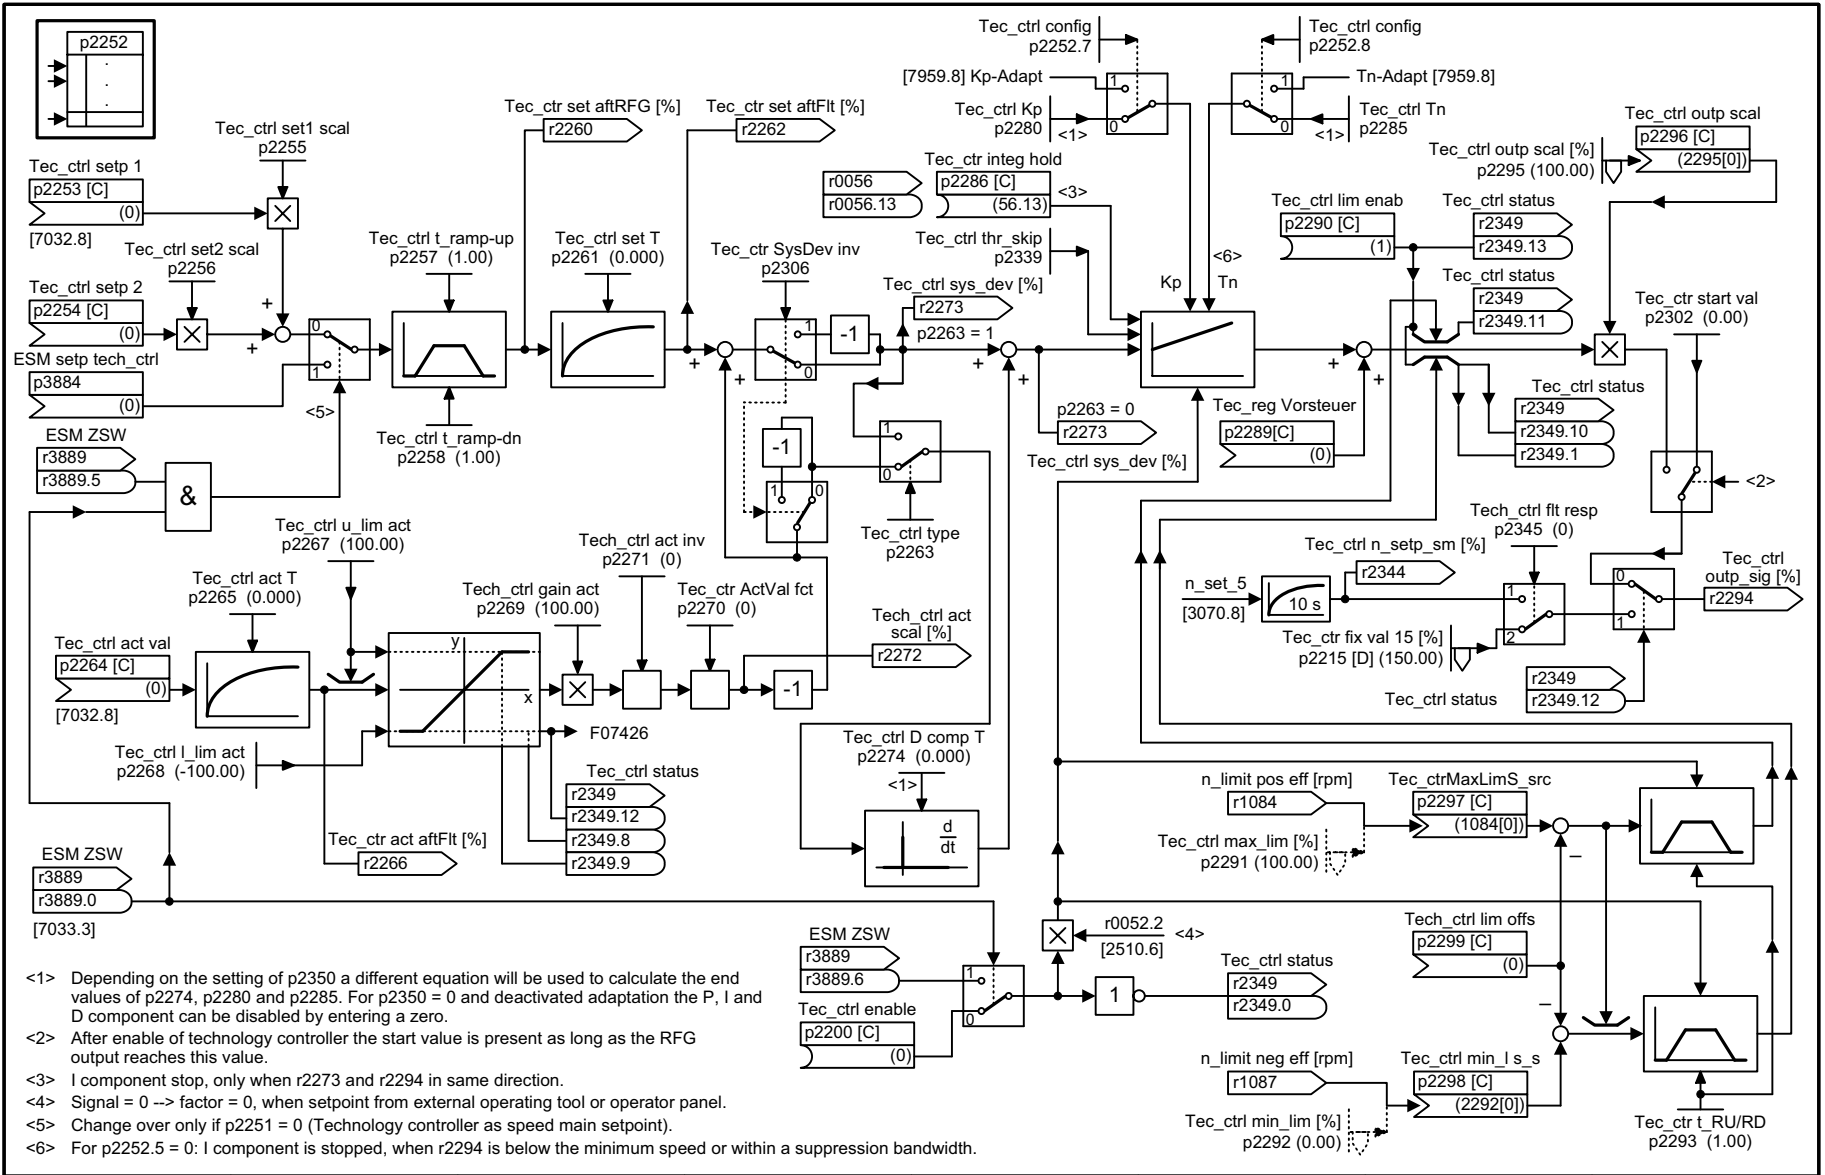 p2252
Tec_ctrl set1 scal
p2255
Tec_ctrl setp 1
p2253 [C]
(0)
[7032.8]
Tec_ctrl set2 scal
p2256
Tec_ctrl setp 2
p2254 [C]
(0)
+
+
ESM setp tech_ctrl
p3884
(0)
0
1
<5>
ESM ZSW
r3889
r3889.5
&
Tec_ctrl t_ramp-up
p2257 (1.00)
Tec_ctrl t_ramp-dn
p2258 (1.00)
Tec_ctr set aftRFG [%]
r2260
Tec_ctrl set T
p2261 (0.000)
Tec_ctr set aftFlt [%]
r2262
+
+
Tec_ctr SysDev inv
p2306
1
0
-1
-1
1
0
Tec_ctrl sys_dev [%]
r2273
p2263 = 1
+
+
1
0
Tec_ctrl type
p2263
p2263 = 0
r2273
Tec_ctrl sys_dev [%]
Tec_ctrl config
p2252.7
[7959.8] Kp-Adapt
Tec_ctrl Kp
p2280
<1>
1
0
Tec_ctrl config
p2252.8
Tn-Adapt [7959.8]
Tec_ctrl Tn
p2285
<1>
1
0
Tec_ctr integ hold
r0056
r0056.13
p2286 [C]
(56.13)
<3>
Tec_ctrl thr_skip
p2339
<6>
Kp
Tn
Tec_ctrl outp scal
Tec_ctrl outp scal [%]
p2295 (100.00)
p2296 [C]
(2295[0])
Tec_ctrl lim enab
p2290 [C]
(1)
Tec_ctrl status
r2349
r2349.13
Tec_ctrl status
r2349
r2349.11
Tec_ctr start val
p2302 (0.00)
Tec_reg Vorsteuer
p2289[C]
(0)
+
+
Tec_ctrl status
r2349
r2349.10
r2349.1
<2>
Tech_ctrl flt resp
p2345 (0)
Tec_ctrl n_setp_sm [%]
r2344
n_set_5
[3070.8]
10 s
Tec_ctr fix val 15 [%]
p2215 [D] (150.00)
1
2
0
1
Tec_ctrl
outp_sig [%]
r2294
Tec_ctrl status
r2349
r2349.12
Tec_ctrl u_lim act
p2267 (100.00)
Tec_ctrl act T
p2265 (0.000)
Tec_ctrl act val
p2264 [C]
(0)
[7032.8]
Tec_ctrl l_lim act
p2268 (-100.00)
y
x
Tech_ctrl gain act
p2269 (100.00)
Tech_ctrl act inv
p2271 (0)
Tec_ctr ActVal fct
p2270 (0)
Tech_ctrl act
scal [%]
r2272
-1
F07426
Tec_ctrl status
r2349
r2349.12
r2349.8
r2349.9
Tec_ctr act aftFlt [%]
r2266
Tec_ctrl D comp T
p2274 (0.000)
<1>
d
dt
ESM ZSW
r3889
r3889.0
[7033.3]
n_limit pos eff [rpm]
r1084
Tec_ctrl max_lim [%]
p2291 (100.00)
Tec_ctrMaxLimS_src
p2297 [C]
(1084[0])
–
Tech_ctrl lim offs
p2299 [C]
(0)
–
r0052.2
[2510.6]
<4>
ESM ZSW
r3889
r3889.6
Tec_ctrl enable
p2200 [C]
(0)
1
0
1
Tec_ctrl status
r2349
r2349.0
n_limit neg eff [rpm]
r1087
Tec_ctrl min_lim [%]
p2292 (0.00)
Tec_ctrl min_l s_s
p2298 [C]
(2292[0])
Tec_ctr t_RU/RD
p2293 (1.00)
<1> Depending on the setting of p2350 a different equation will be used to calculate the end
values of p2274, p2280 and p2285. For p2350 = 0 and deactivated adaptation the P, I and
D component can be disabled by entering a zero.
<2> After enable of technology controller the start value is present as long as the RFG
output reaches this value.
<3> I component stop, only when r2273 and r2294 in same direction.
<4> Signal = 0 --> factor = 0, when setpoint from external operating tool or operator panel.
<5> Change over only if p2251 = 0 (Technology controller as speed main setpoint).
<6> For p2252.5 = 0: I component is stopped, when r2294 is below the minimum speed or within a suppression bandwidth.